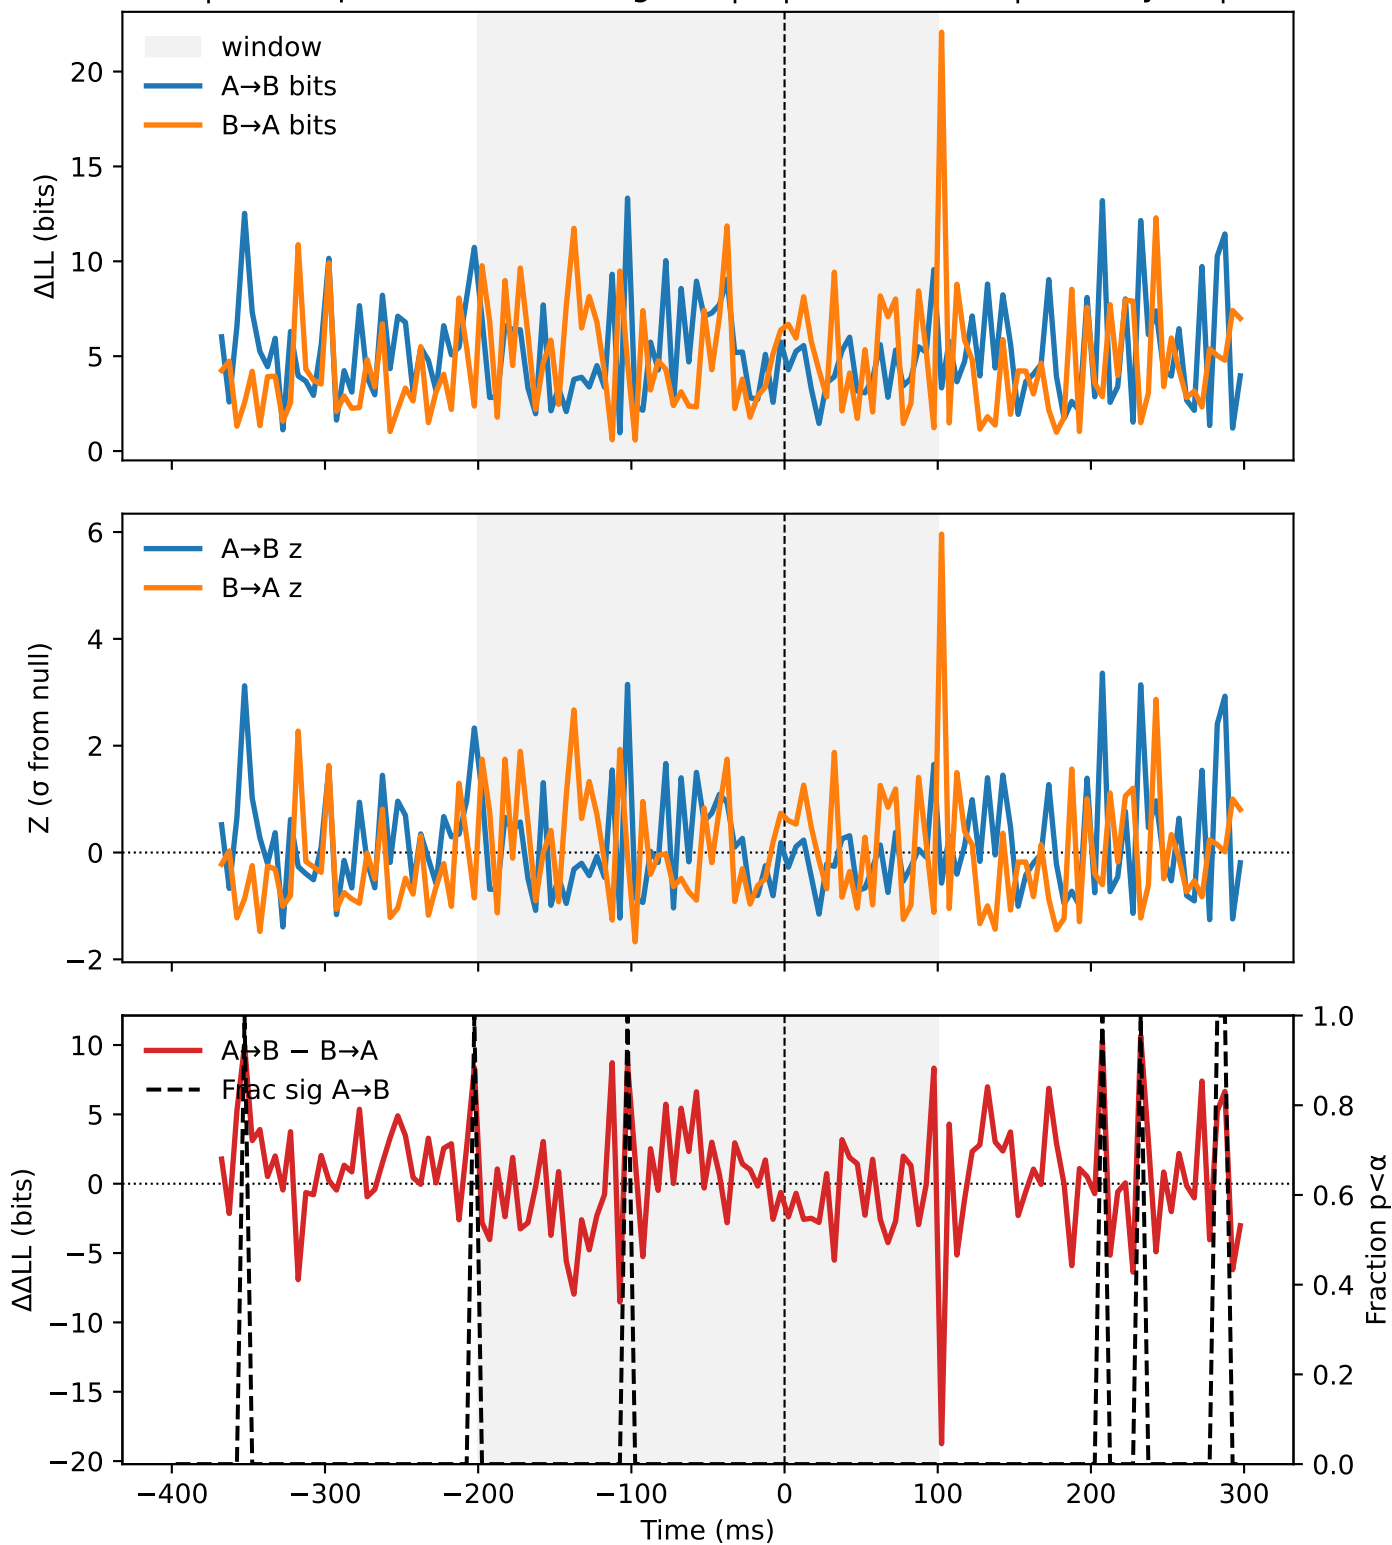 window
A→B bits
B→A bits
ΔLL (bits)
20
15
10
5
0
A→B z
B→A z
Z (σ from null)
6
4
2
0
−2
A→B − B→A
Frac sig A→B
ΔΔLL (bits)
10
5
0
−5
−10
−15
−20
1.0
0.8
0.6
0.4
0.2
0.0
Fraction p<α
−400 −300 −200 −100 0 100 200 300
Time (ms)